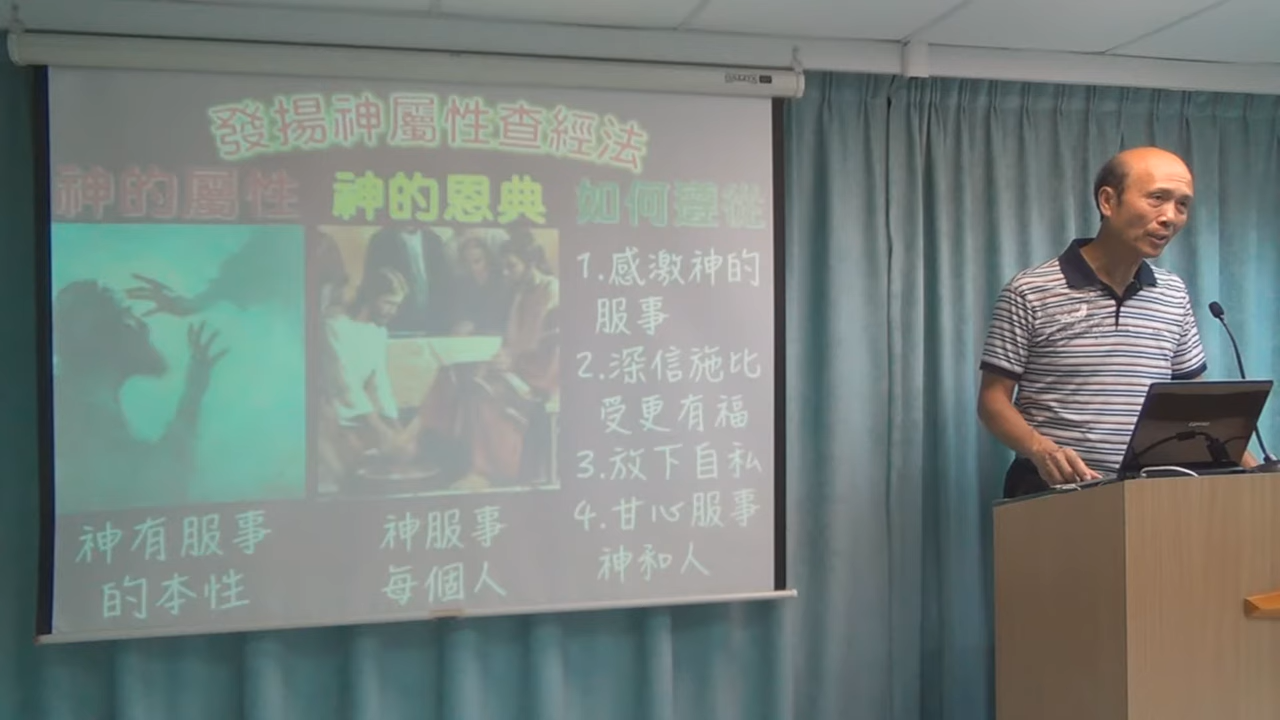 發揚神屬性查經法
神的屬性
神的恩典
如何遵從
1.感激神的
服事
2.深信施比
受更有福
3.放下自私
4.甘心服事
神和人
神有服事
的本性
神服事
每個人